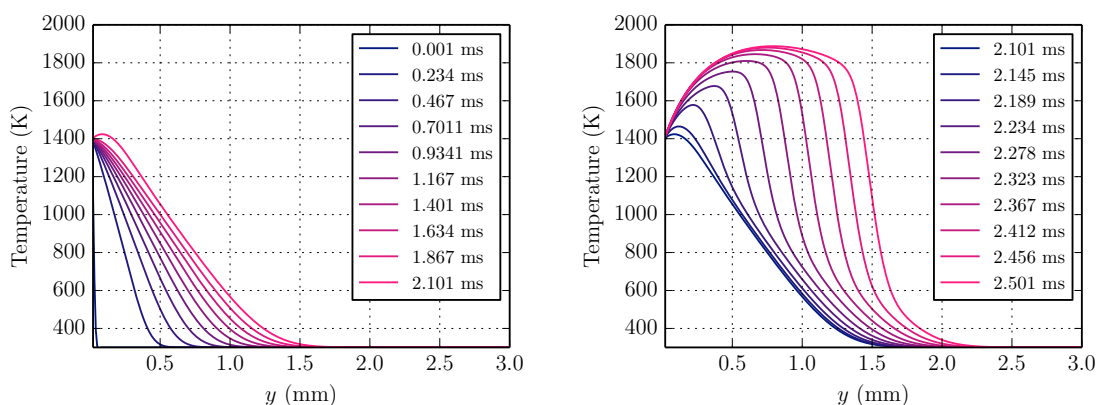 2000
1800
1600
1400
1200
1000
800
600
400
Temperature (K)
0.5 1.0 1.5 2.0 2.5 3.0
y (mm)
0.001 ms
0.234 ms
0.467 ms
0.7011 ms
0.9341 ms
1.167 ms
1.401 ms
1.634 ms
1.867 ms
2.101 ms
2000
1800
1600
1400
1200
1000
800
600
400
Temperature (K)
0.5 1.0 1.5 2.0 2.5 3.0
y (mm)
2.101 ms
2.145 ms
2.189 ms
2.234 ms
2.278 ms
2.323 ms
2.367 ms
2.412 ms
2.456 ms
2.501 ms